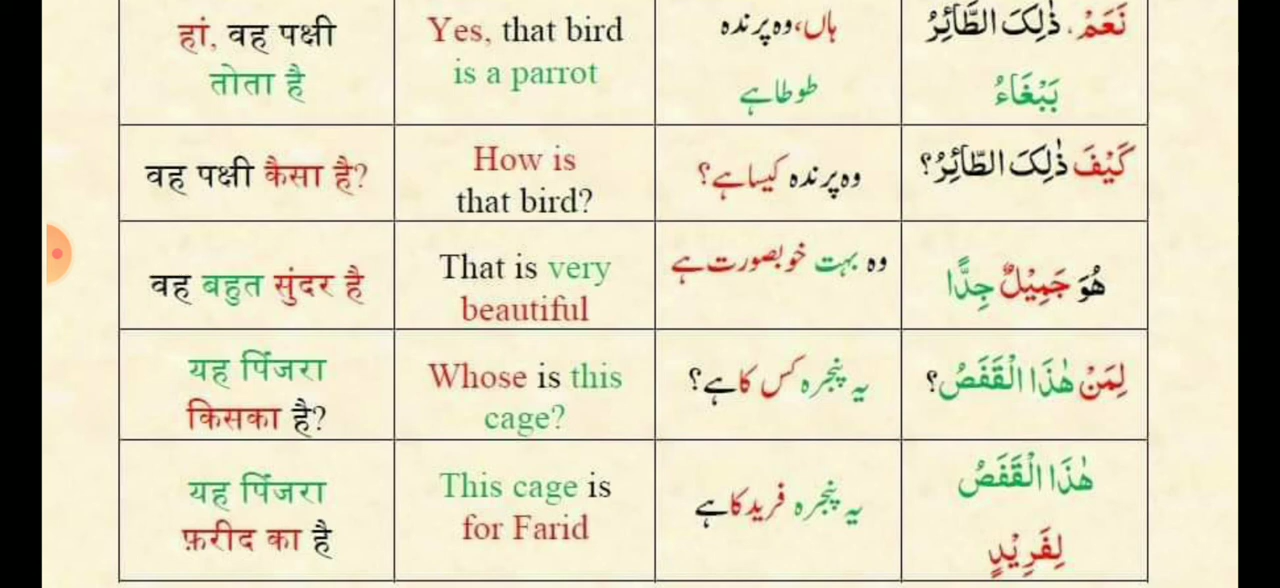 हां, वह पक्षी
तोता है
Yes, that bird
is a parrot
ہاں، وہ پرندہ
طوطا ہے
نَعَمْ، ذٰلِکَ الطَّائِرُ
بَبْغَاءُ
वह पक्षी कैसा है?
How is
that bird?
وہ پرندہ کیسا ہے؟
کَیْفَ ذٰلِکَ الطَّائِرُ؟
वह बहुत सुंदर है
That is very
beautiful
وہ بہت خوبصورت ہے
هُوَ جَمِیْلٌ جِدًّا
यह पिंजरा
किसका है?
Whose is this
cage?
یہ پنجرہ کس کا ہے؟
لِمَنْ هٰذَا الْقَفَصُ؟
यह पिंजरा
फ़रीद का है
This cage is
for Farid
یہ پنجرہ فرید کا ہے
هٰذَا الْقَفَصُ
لِفَرِیْدٍ